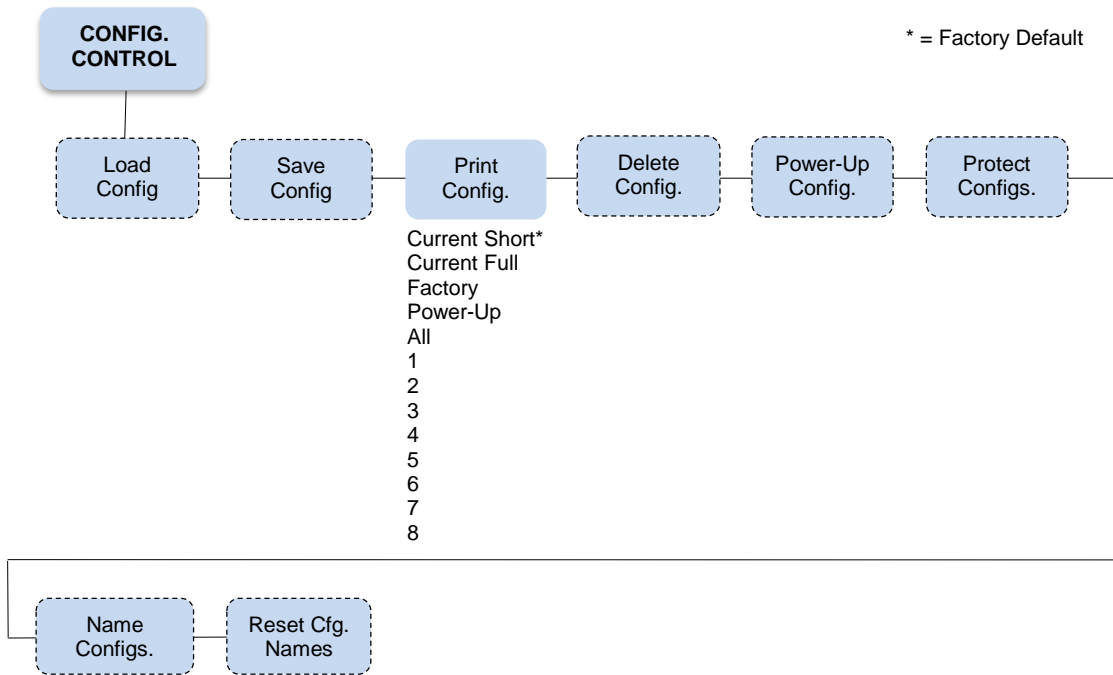 CONFIG.
CONTROL
* = Factory Default
Load
Config
Save
Config
Print
Config.
Delete
Config.
Power-Up
Config.
Protect
Configs.
Current Short*
Current Full
Factory
Power-Up
All
1
2
3
4
5
6
7
8
Name
Configs.
Reset Cfg.
Names